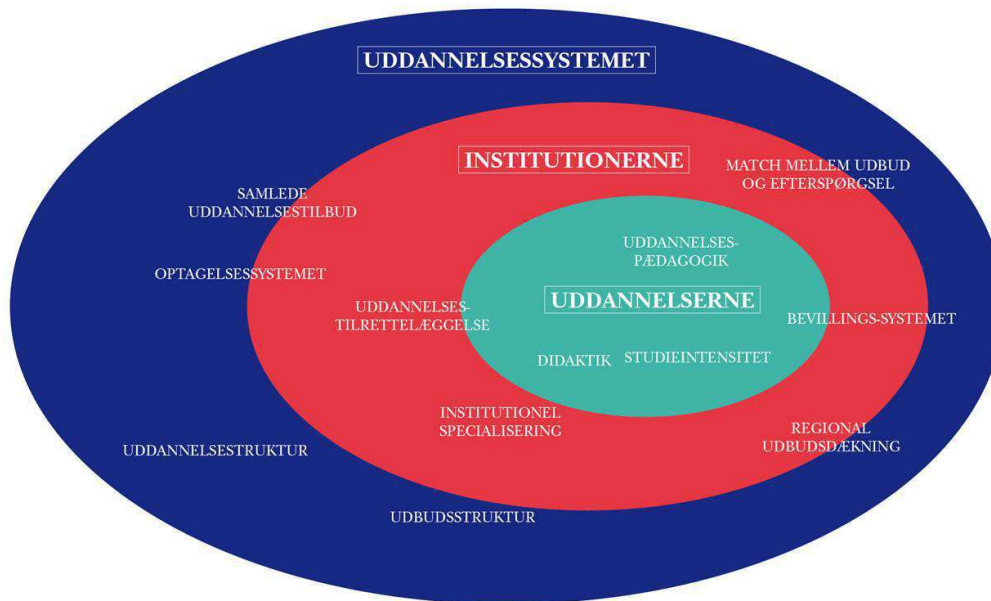 UDDANNELSESSYSTEMET
INSTITUTIONERNE
MATCH MELLEM UDBUD
OG EFTERSPØRGSEL
SAMLEDE
UDDANNELSESTILBUD
UDDANNELSES-
PÆDAGOGIK
OPTAGELSESSYSTEMET
UDDANNELSERNE
UDDANNELSES-
TILRETTELÆGGELSE
BEVILLINGS-SYSTEMET
DIDAKTIK
STUDIEINTENSITET
INSTITUTIONEL
SPECIALISERING
REGIONAL
UDBUDSDÆKNING
UDDANNELSESTRUKTUR
UDBUDSSTRUKTUR